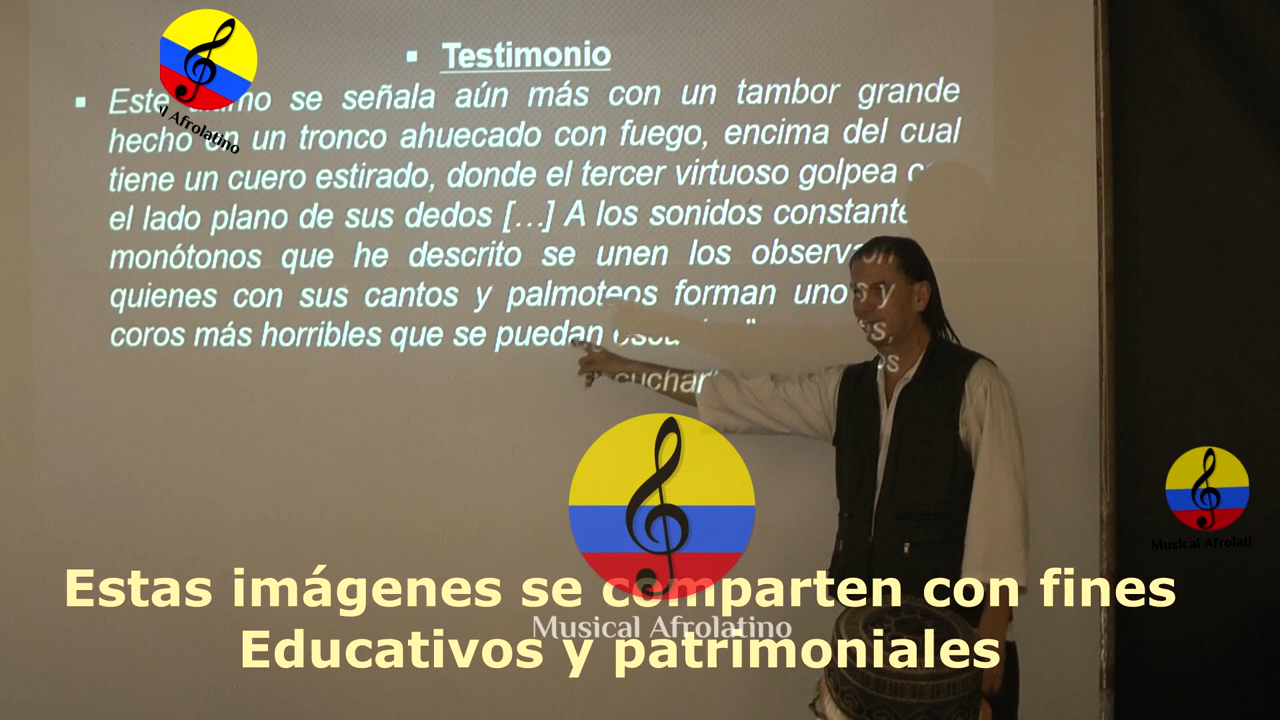 Testimonio
Este se señala aún más con un tambor grande
hecho en un tronco ahuecado con fuego, encima del cual
tiene un cuero estirado, donde el tercer virtuoso golpea
el lado plano de sus dedos [...] A los sonidos
monótonos que he descrito se unen los
quienes con sus cantos y palmoteos forman uno
coros más horribles que se puedan
escuchar"
Musical Afrolatino
Estas imágenes se comparten con fines
Educativos y patrimoniales
Musical Afrolatino